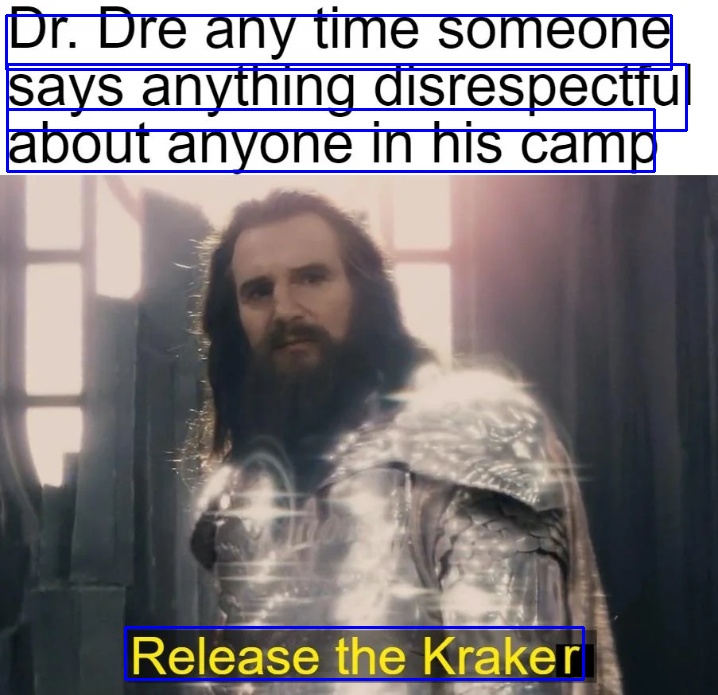 Dr. Dre any time someone
says anything disrespectful
about anyone in his camp
Release the Kraker